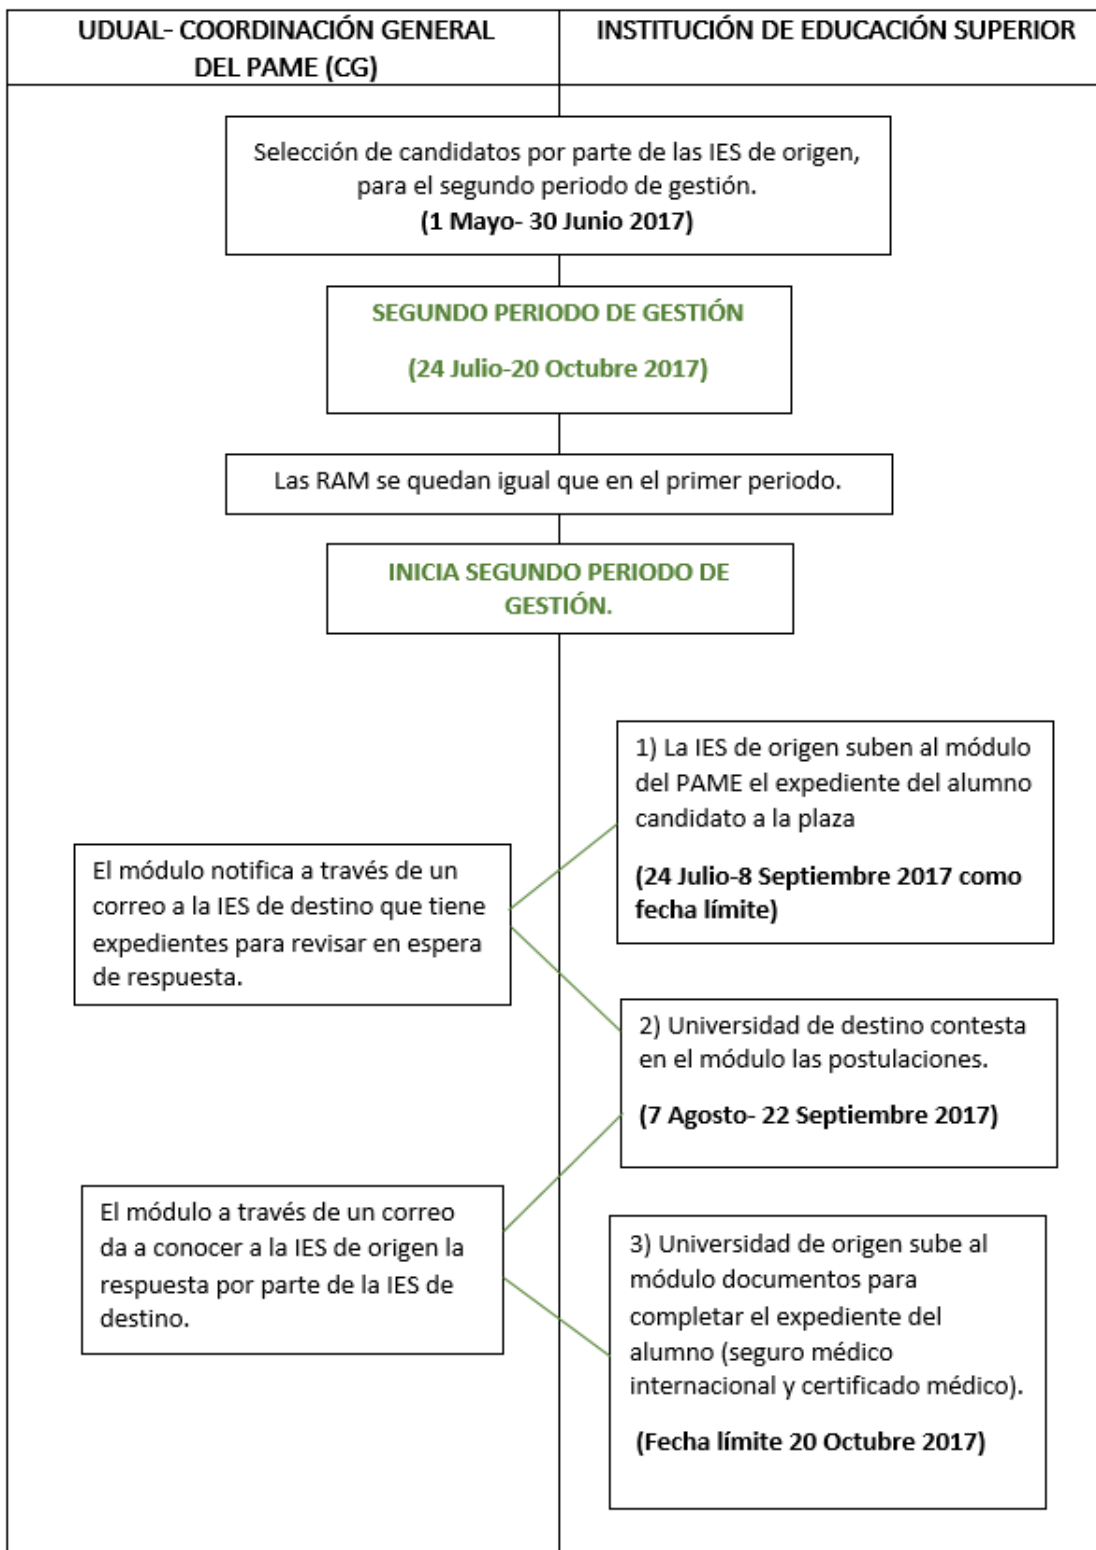 UDUAL- COORDINACIÓN GENERAL
DEL PAME (CG)
INSTITUCIÓN DE EDUCACIÓN SUPERIOR
Selección de candidatos por parte de las IES de origen,
para el segundo periodo de gestión.
(1 Mayo- 30 Junio 2017)
SEGUNDO PERIODO DE GESTIÓN
(24 Julio-20 Octubre 2017)
Las RAM se quedan igual que en el primer periodo.
INICIA SEGUNDO PERIODO DE
GESTIÓN.
1) La IES de origen suben al módulo
del PAME el expediente del alumno
candidato a la plaza
(24 Julio-8 Septiembre 2017 como
fecha límite)
El módulo notifica a través de un
correo a la IES de destino que tiene
expedientes para revisar en espera
de respuesta.
2) Universidad de destino contesta
en el módulo las postulaciones.
(7 Agosto- 22 Septiembre 2017)
El módulo a través de un correo
da a conocer a la IES de origen la
respuesta por parte de la IES de
destino.
3) Universidad de origen sube al
módulo documentos para
completar el expediente del
alumno (seguro médico
internacional y certificado médico).
(Fecha límite 20 Octubre 2017)